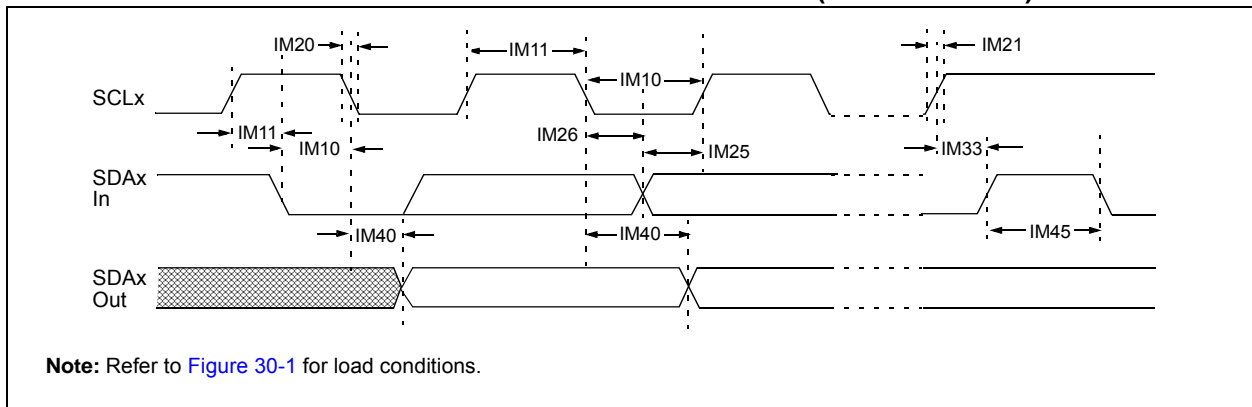 IM20
IM11
IM21
IM10
SCLx
IM11
IM26
IM10
IM25
IM33
SDAx
In
IM40
IM40
IM45
SDAx
Out
Note: Refer to Figure 30-1 for load conditions.